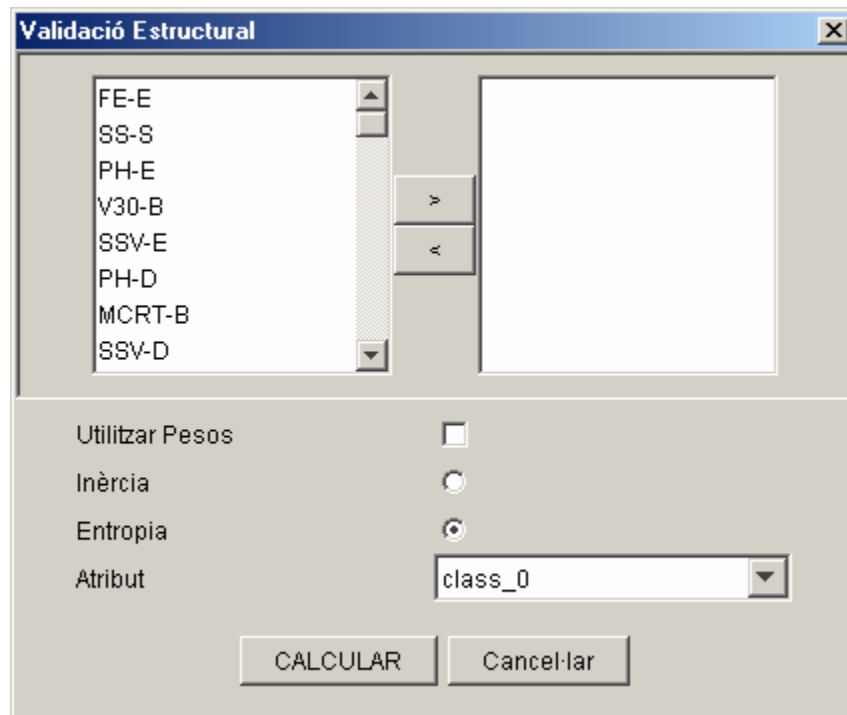 Validació Estructural
FE-E
SS-S
PH-E
V30-B
SSV-E
PH-D
MCRT-B
SSV-D
>
<
Utilitzar Pesos
Inèrcia
Entropia
Atribut
class_0
CALCULAR
Cancel·lar